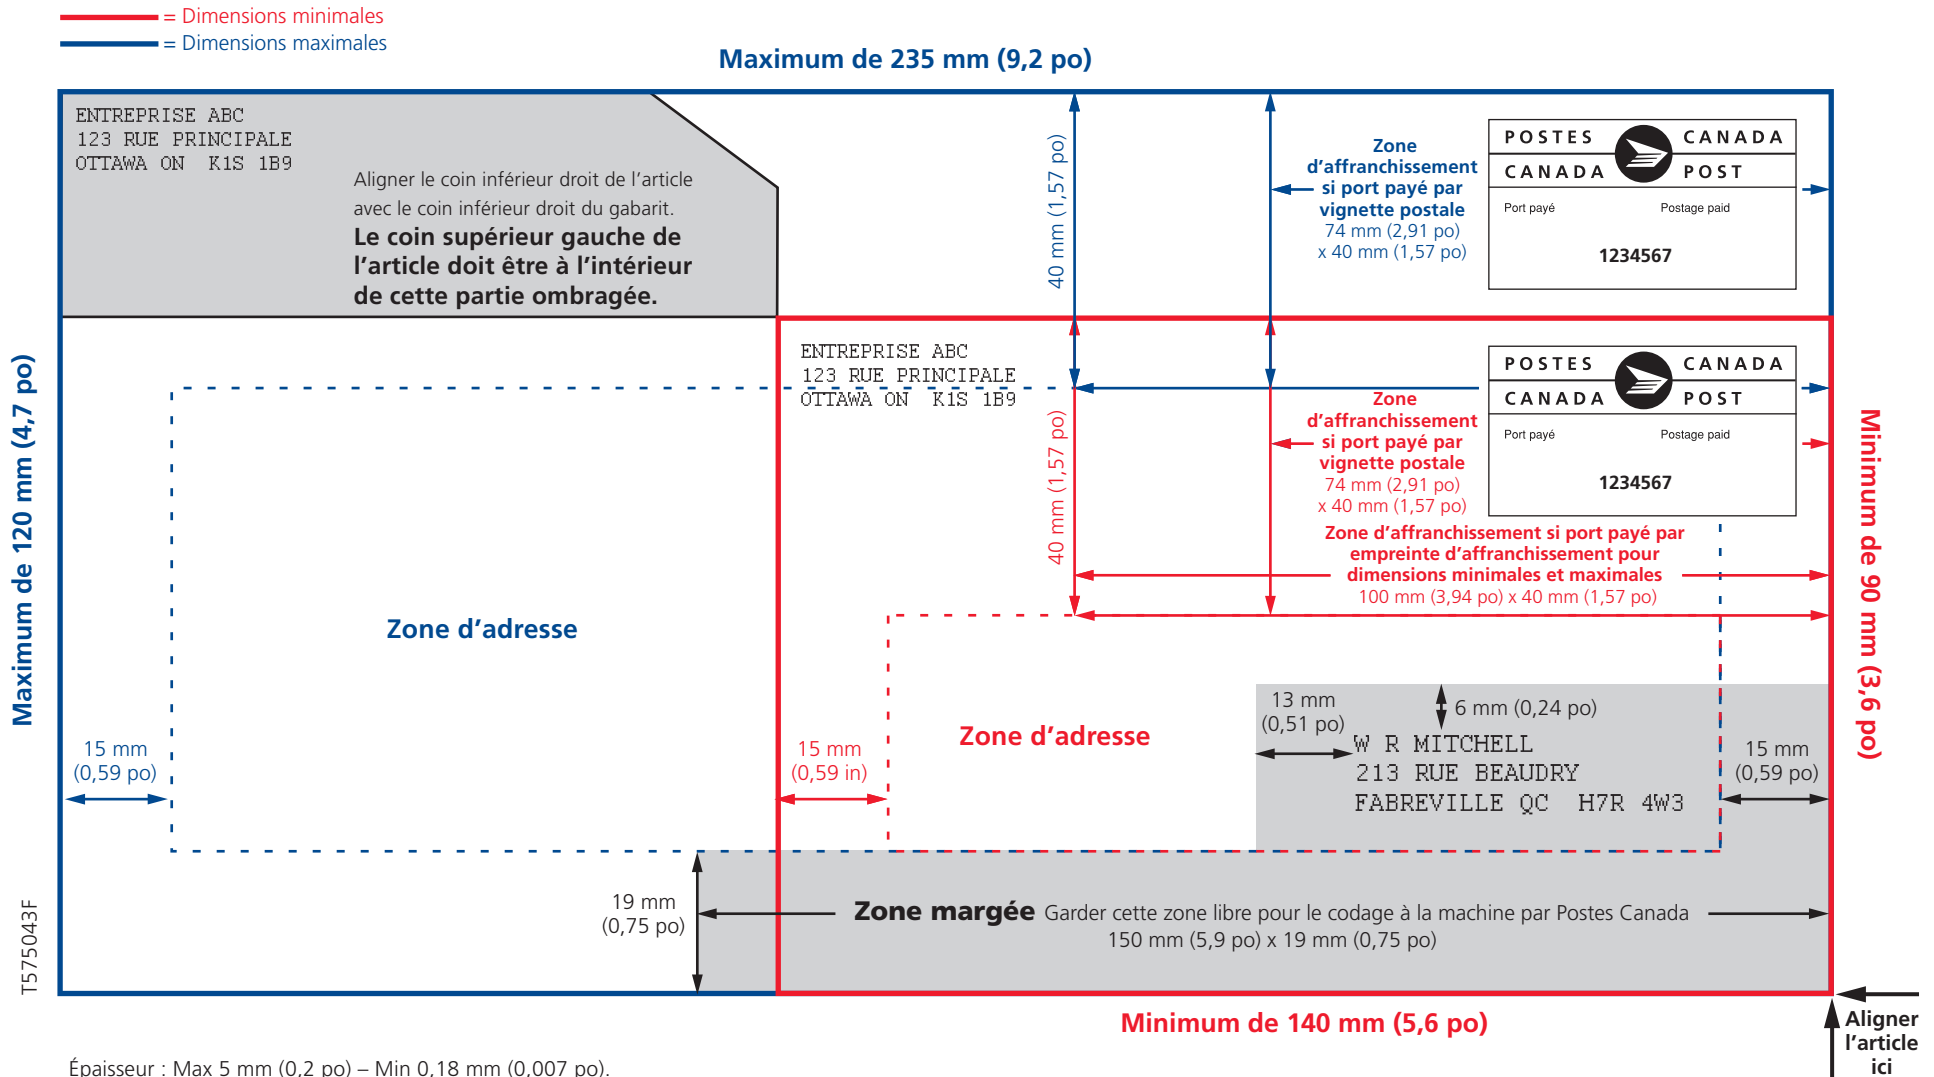 = Dimensions minimales
= Dimensions maximales
Maximum de 235 mm (9,2 po)
ENTREPRISE ABC
123 RUE PRINCIPALE
OTTAWA ON K1S 1B9
Aligner le coin inférieur droit de l’article
avec le coin inférieur droit du gabarit.
Le coin supérieur gauche de
l’article doit être à l’intérieur
de cette partie ombragée.
40 mm (1,57 po)
Zone
d’affranchissement
si port payé par
vignette postale
74 mm (2,91 po)
x 40 mm (1,57 po)
POSTES CANADA
CANADA POST
Port payé Postage paid
1234567
Maximum de 120 mm (4,7 po)
ENTREPRISE ABC
123 RUE PRINCIPALE
OTTAWA ON K1S 1B9
40 mm (1,57 po)
Zone
d’affranchissement
si port payé par
vignette postale
74 mm (2,91 po)
x 40 mm (1,57 po)
POSTES CANADA
CANADA POST
Port payé Postage paid
1234567
Minimum de 90 mm (3,6 po)
Zone d’affranchissement si port payé par
empreinte d’affranchissement pour
dimensions minimales et maximales
100 mm (3,94 po) x 40 mm (1,57 po)
Zone d’adresse
Zone d’adresse
15 mm
(0,59 po)
15 mm
(0,59 in)
13 mm
(0,51 po)
6 mm (0,24 po)
W R MITCHELL
213 RUE BEAUDRY
FABREVILLE QC H7R 4W3
15 mm
(0,59 po)
19 mm
(0,75 po)
Zone margée Garder cette zone libre pour le codage à la machine par Postes Canada
150 mm (5,9 po) x 19 mm (0,75 po)
T575043F
Minimum de 140 mm (5,6 po)
Aligner
l’article
ici
Épaisseur : Max 5 mm (0,2 po) – Min 0,18 mm (0,007 po).